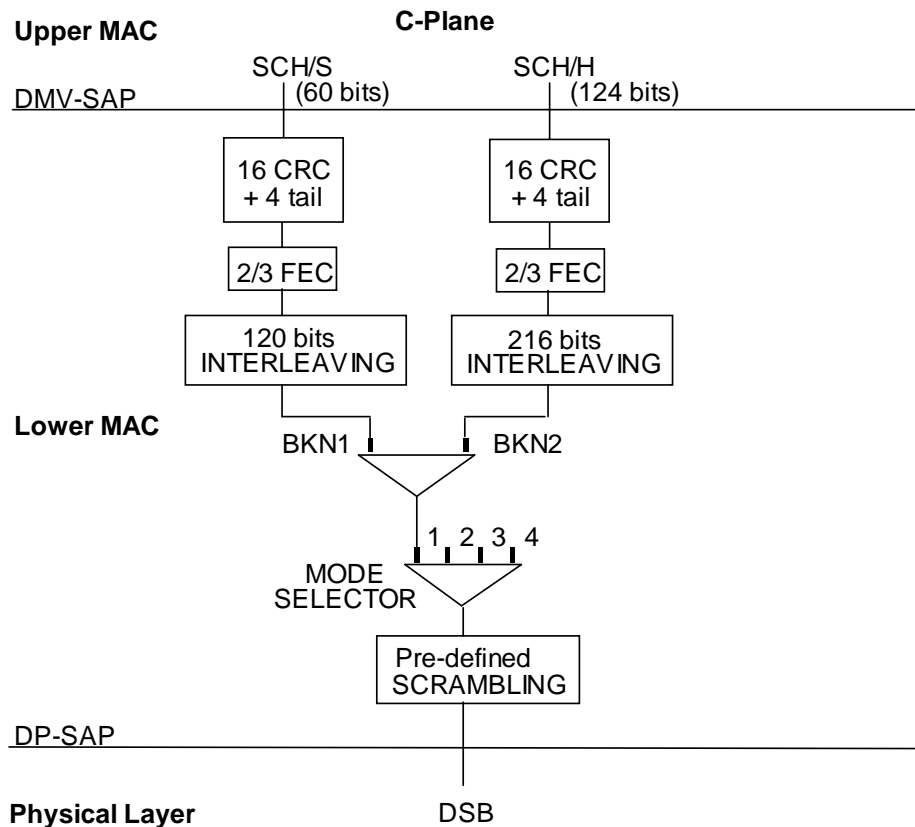 C-Plane
Upper MAC
SCH/S SCH/H
(60 bits) (124 bits)
DMV-SAP
16 CRC
+ 4 tail
16 CRC
+ 4 tail
2/3 FEC 2/3 FEC
120 bits
INTERLEAVING
216 bits
INTERLEAVING
Lower MAC
BKN1 BKN2
1 2 3 4
MODE
SELECTOR
Pre-defined
SCRAMBLING
DP-SAP
Physical Layer DSB